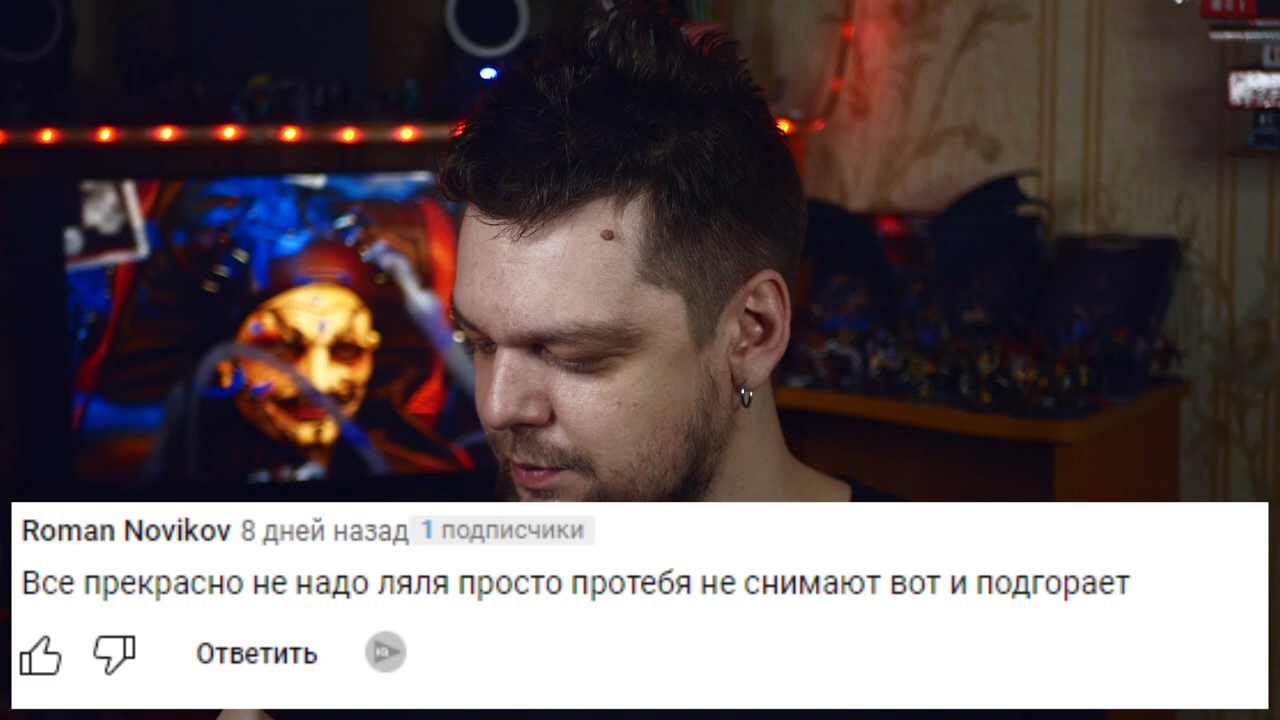 Roman Novikov 8 дней назад 1 подписчики
Все прекрасно не надо ляля просто протебя не снимают вот и подгорает
Ответить